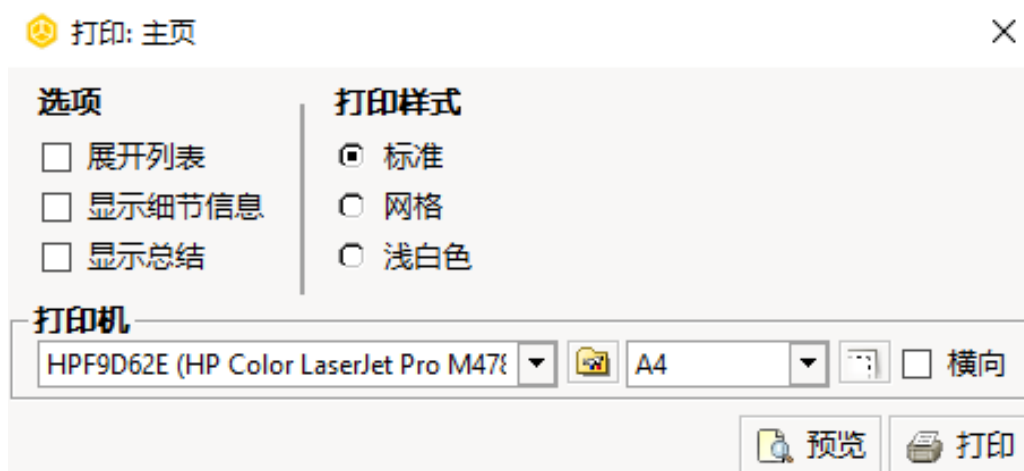 打印: 主页
选项
展开列表
显示细节信息
显示总结
打印样式
标准
网格
浅白色
打印机
HPF9D62E (HP Color LaserJet Pro M478
A4
横向
预览
打印